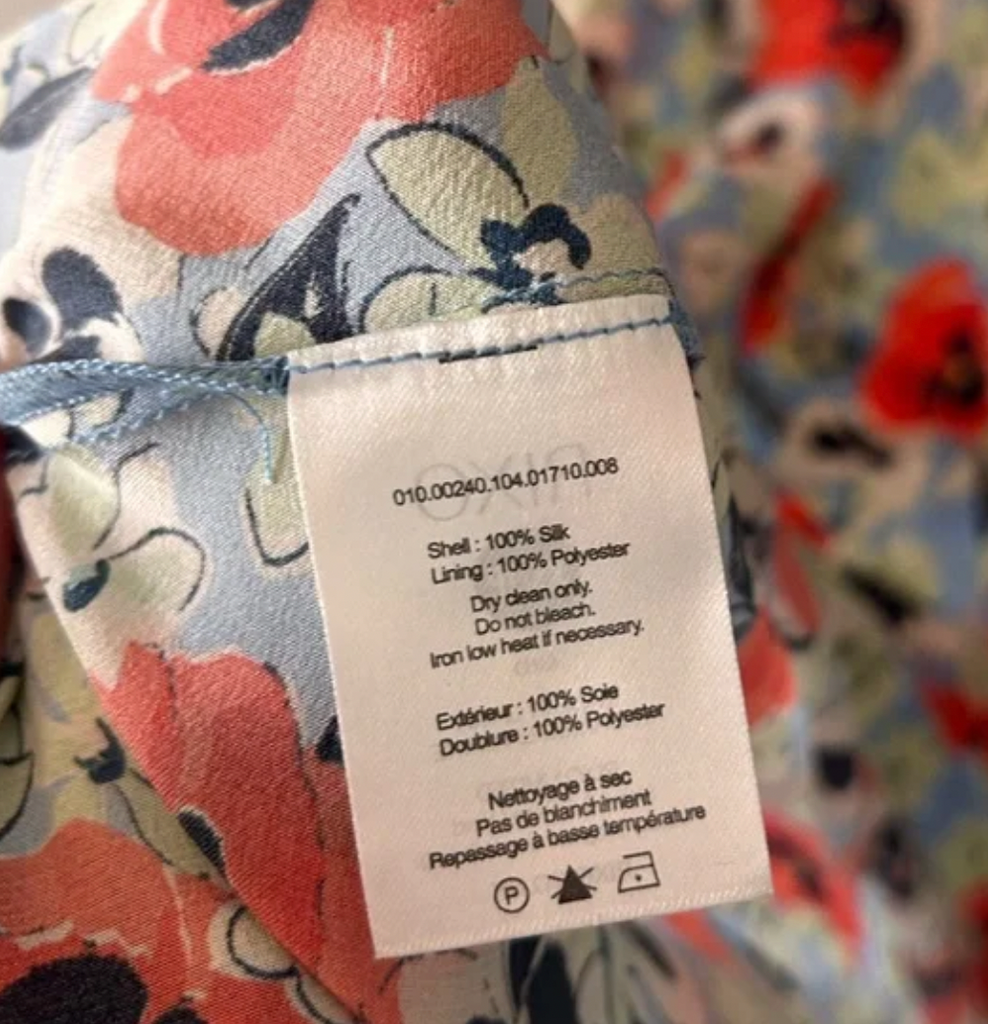 010.00240.104.01710.008
Shell : 100% Silk
Lining : 100% Polyester
Dry clean only.
Do not bleach.
Iron low heat if necessary.
Extérieur : 100% Soie
Doublure : 100% Polyester
Nettoyage à sec
Pas de blanchiment
Repassage à basse température
P